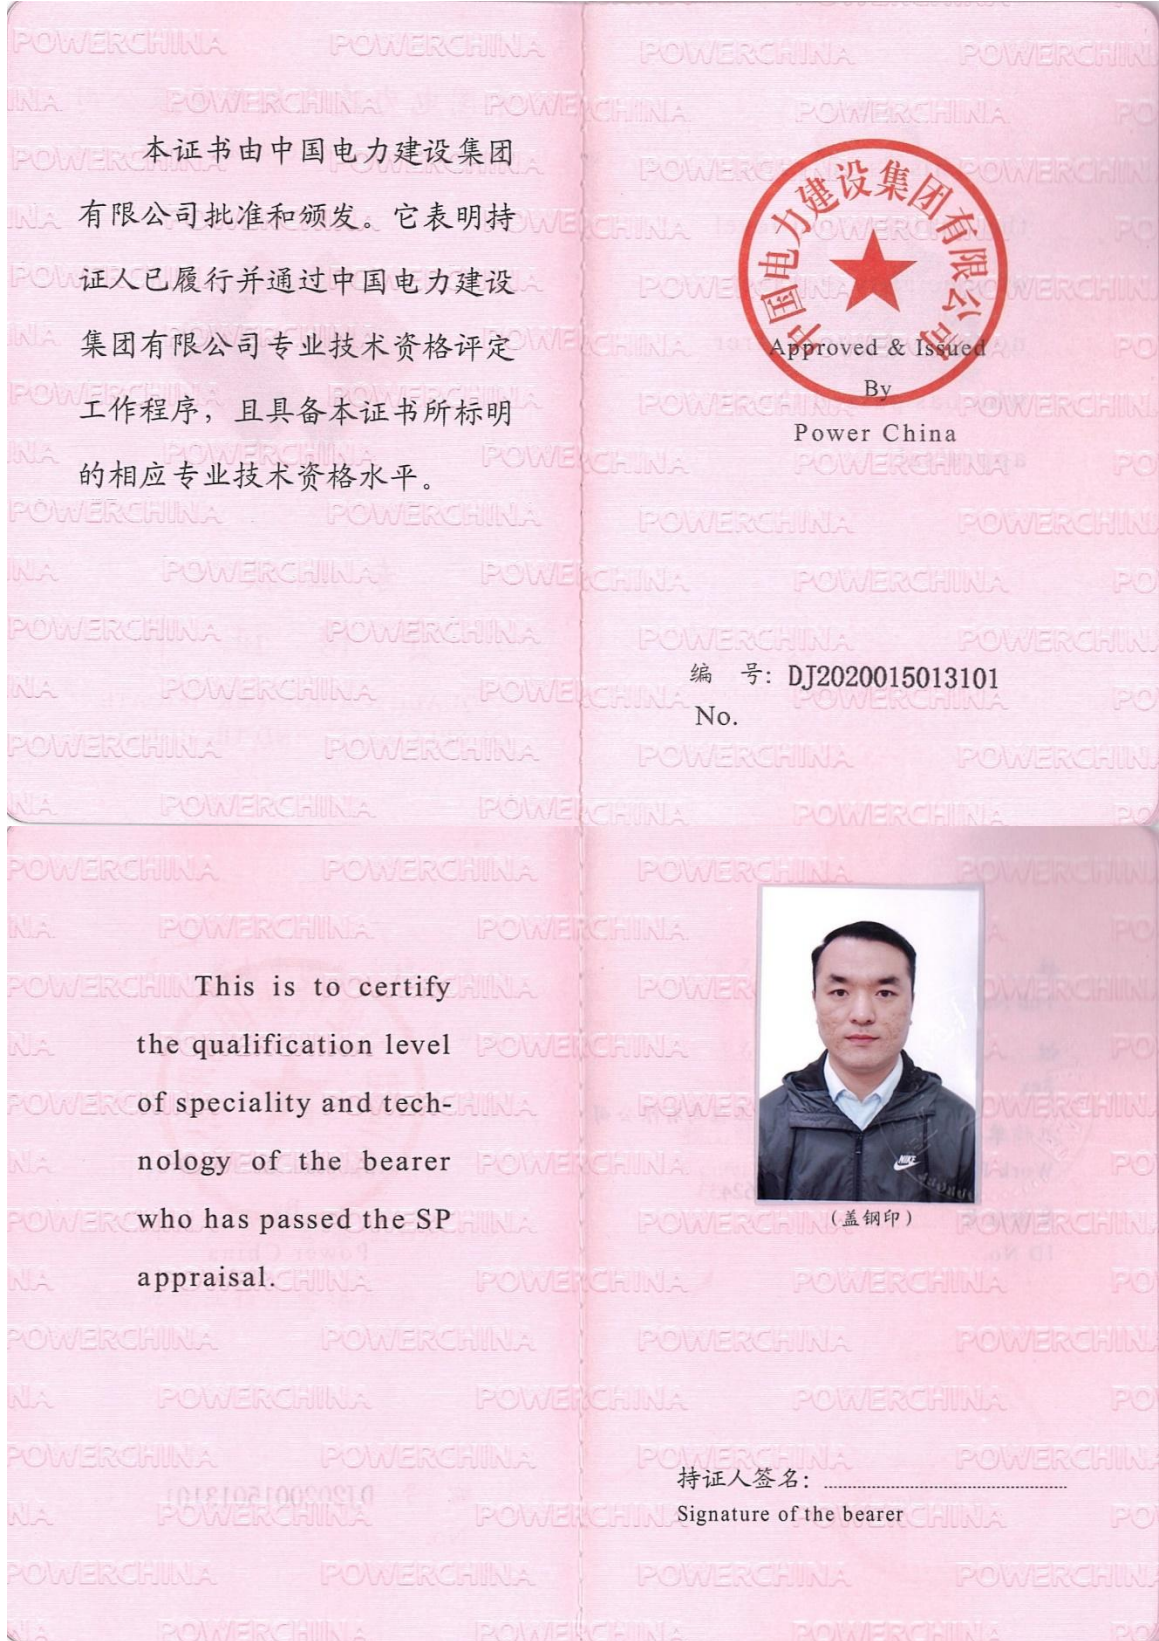 本证书由中国电力建设集团
有限公司批准和颁发。它表明持
证人已履行并通过中国电力建设
集团有限公司专业技术资格评定
工作程序，且具备本证书所标明
的相应专业技术资格水平。
中国电力建设集团有限公司
Approved & Issued
By
Power China
编 号: DJ2020015013101
No.
This is to certify
the qualification level
of speciality and tech-
nology of the bearer
who has passed the SP
appraisal.
NIKE
(盖钢印)
持证人签名:
Signature of the bearer
POWERCHINA